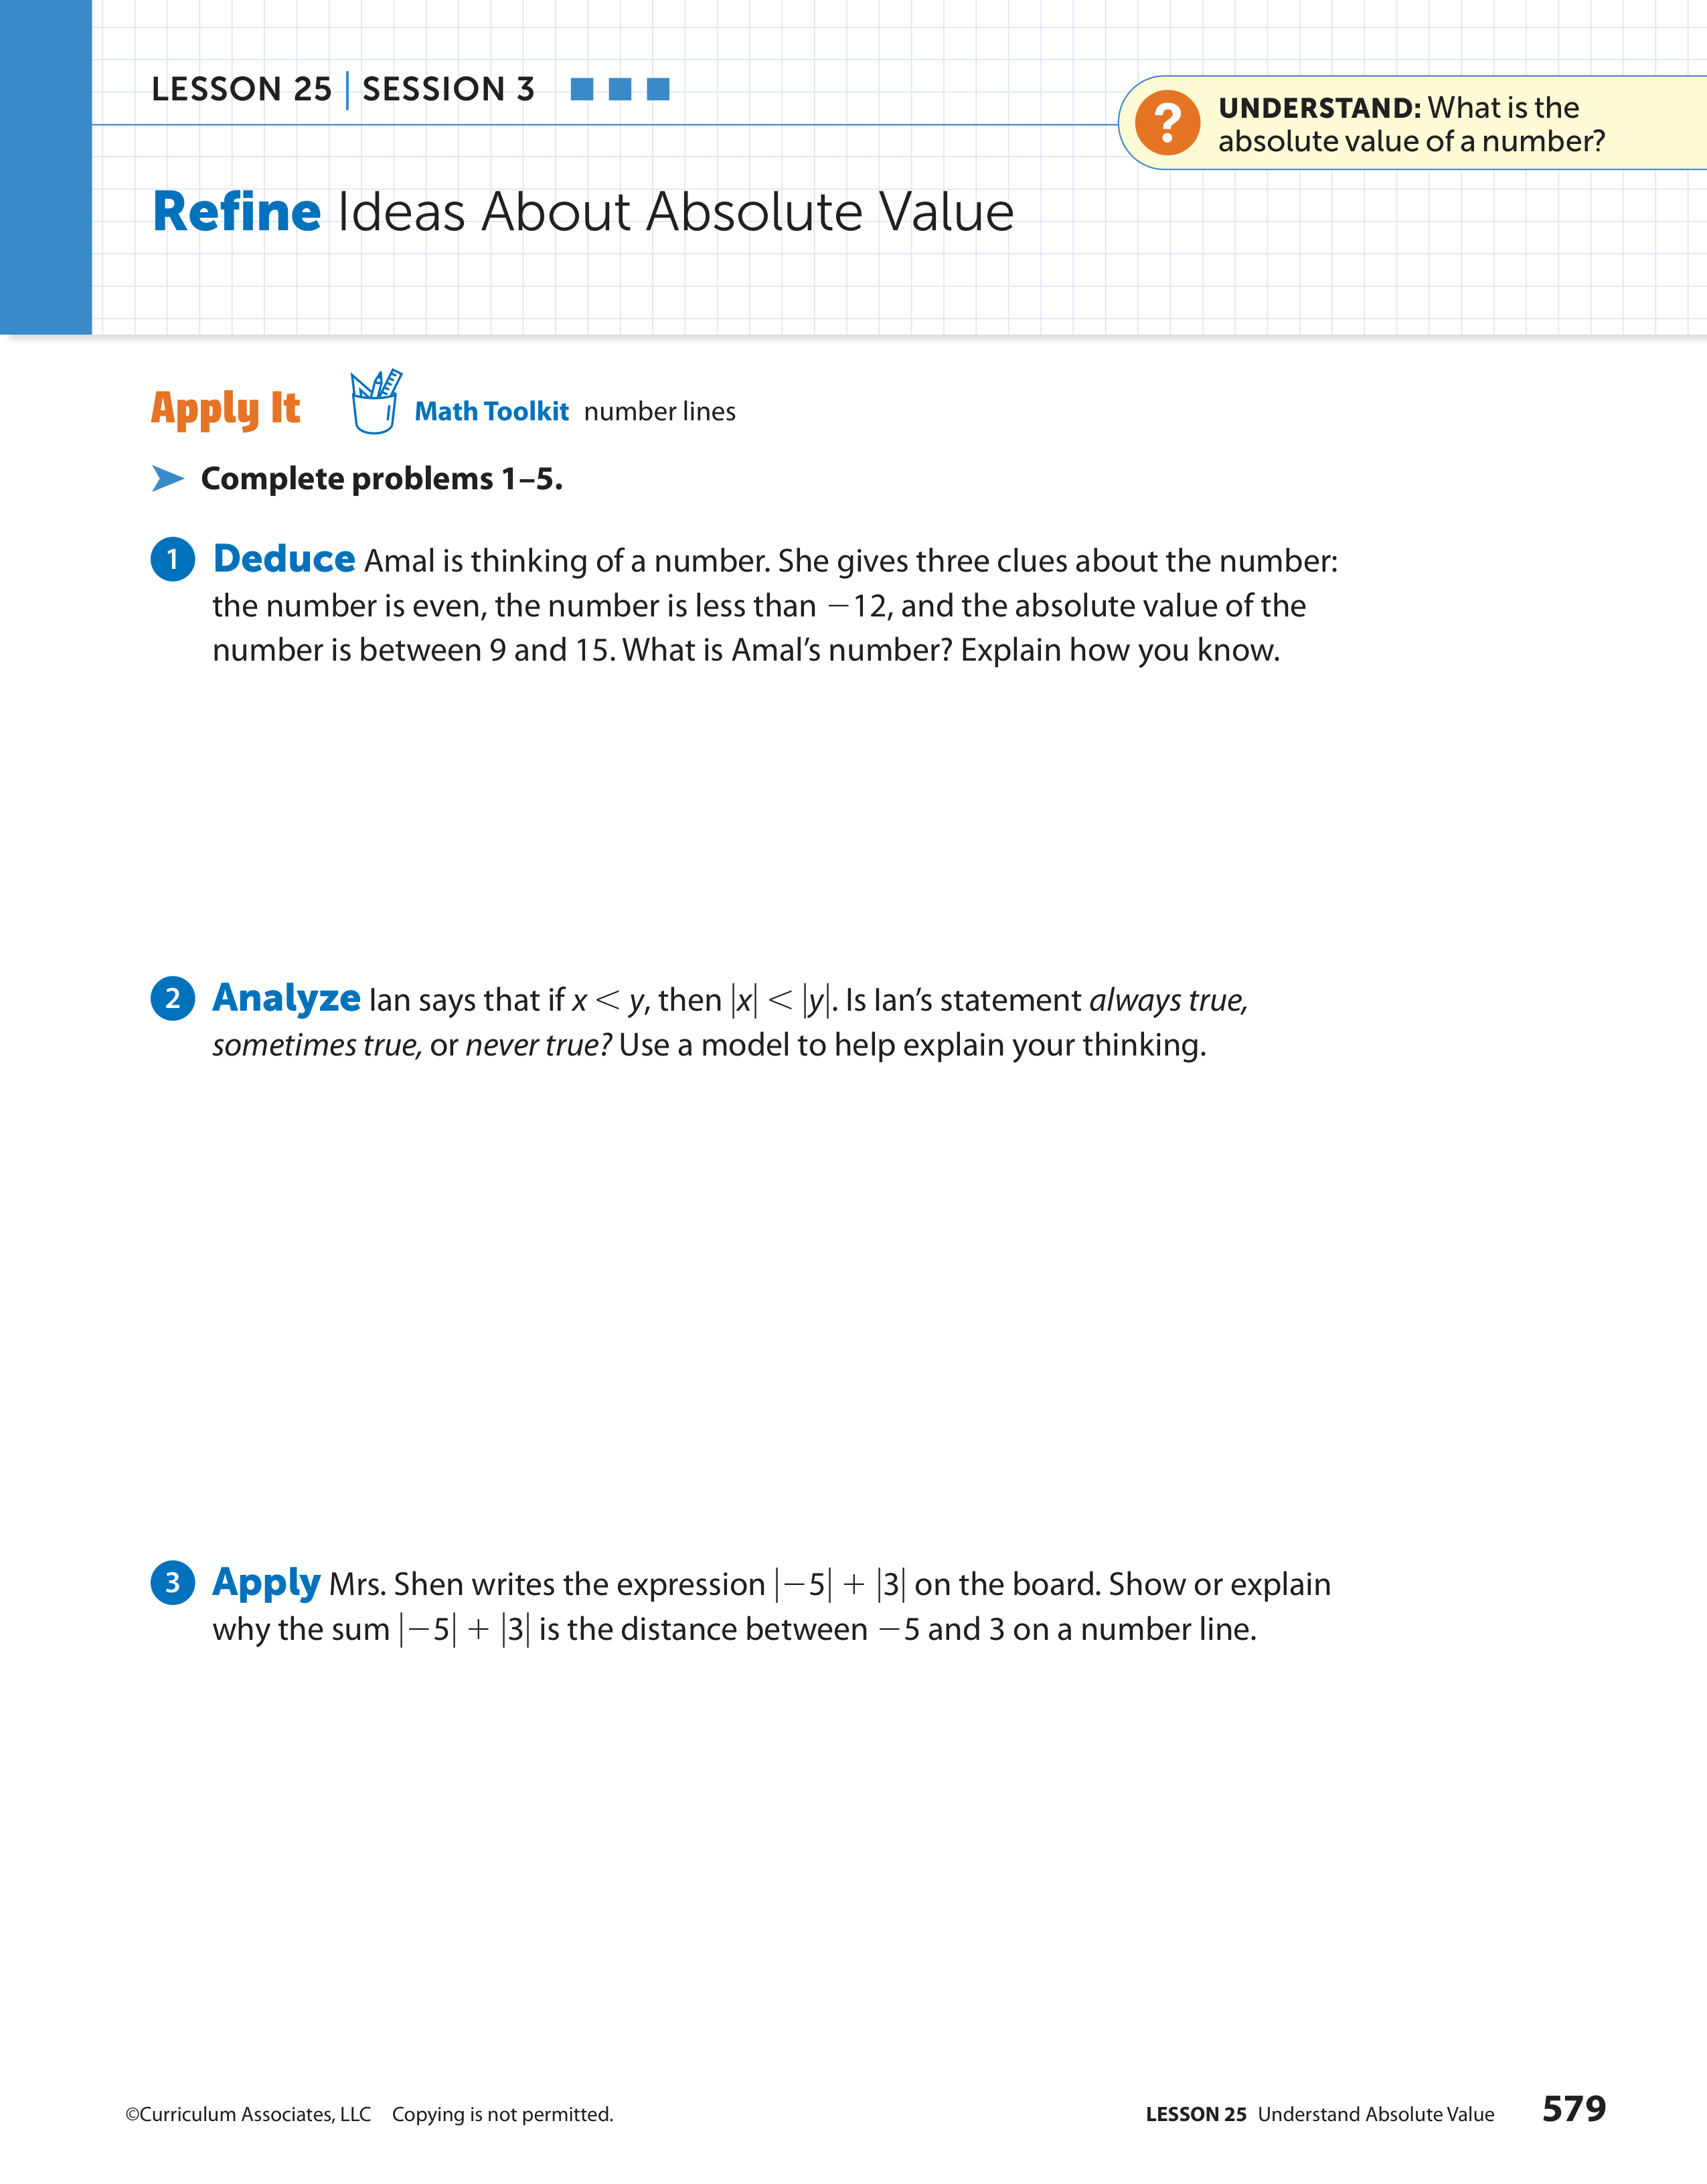 LESSON 25 | SESSION 3
? UNDERSTAND: What is the
absolute value of a number?
Refine Ideas About Absolute Value
Apply It Math Toolkit number lines
Complete problems 1–5.
1 Deduce Amal is thinking of a number. She gives three clues about the number:
the number is even, the number is less than −12, and the absolute value of the
number is between 9 and 15. What is Amal’s number? Explain how you know.
2 Analyze Ian says that if x < y, then |x| < |y|. Is Ian’s statement always true,
sometimes true, or never true? Use a model to help explain your thinking.
3 Apply Mrs. Shen writes the expression |−5| + |3| on the board. Show or explain
why the sum |−5| + |3| is the distance between −5 and 3 on a number line.
©Curriculum Associates, LLC Copying is not permitted.
LESSON 25 Understand Absolute Value 579